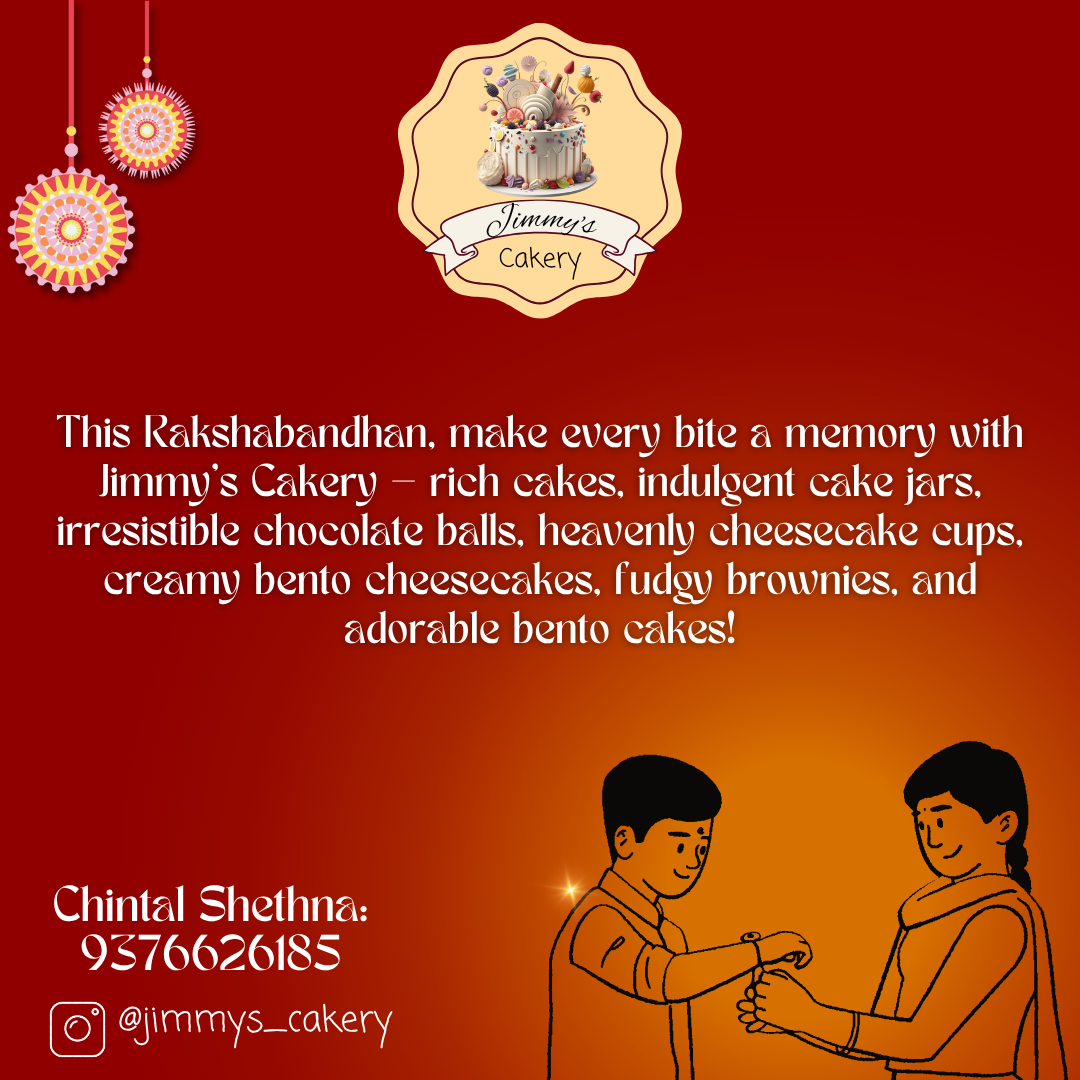 Jimmy's
Cakery
This Rakshabandhan, make every bite a memory with
Jimmy's Cakery – rich cakes, indulgent cake jars,
irresistible chocolate balls, heavenly cheesecake cups,
creamy bento cheesecakes, fudgy brownies, and
adorable bento cakes!
Chintal Shethna:
9376626185
@jimmys_cakery